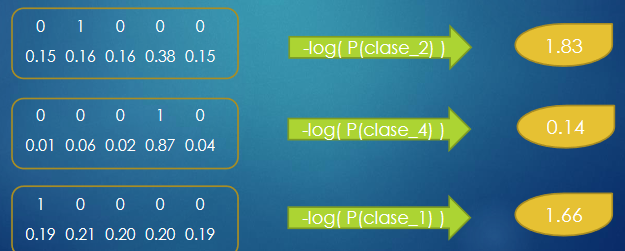 0 1 0 0 0
0.15 0.16 0.16 0.38 0.15
-log( P(clase_2) )
1.83
0 0 0 1 0
0.01 0.06 0.02 0.87 0.04
-log( P(clase_4) )
0.14
1 0 0 0 0
0.19 0.21 0.20 0.20 0.19
-log( P(clase_1) )
1.66